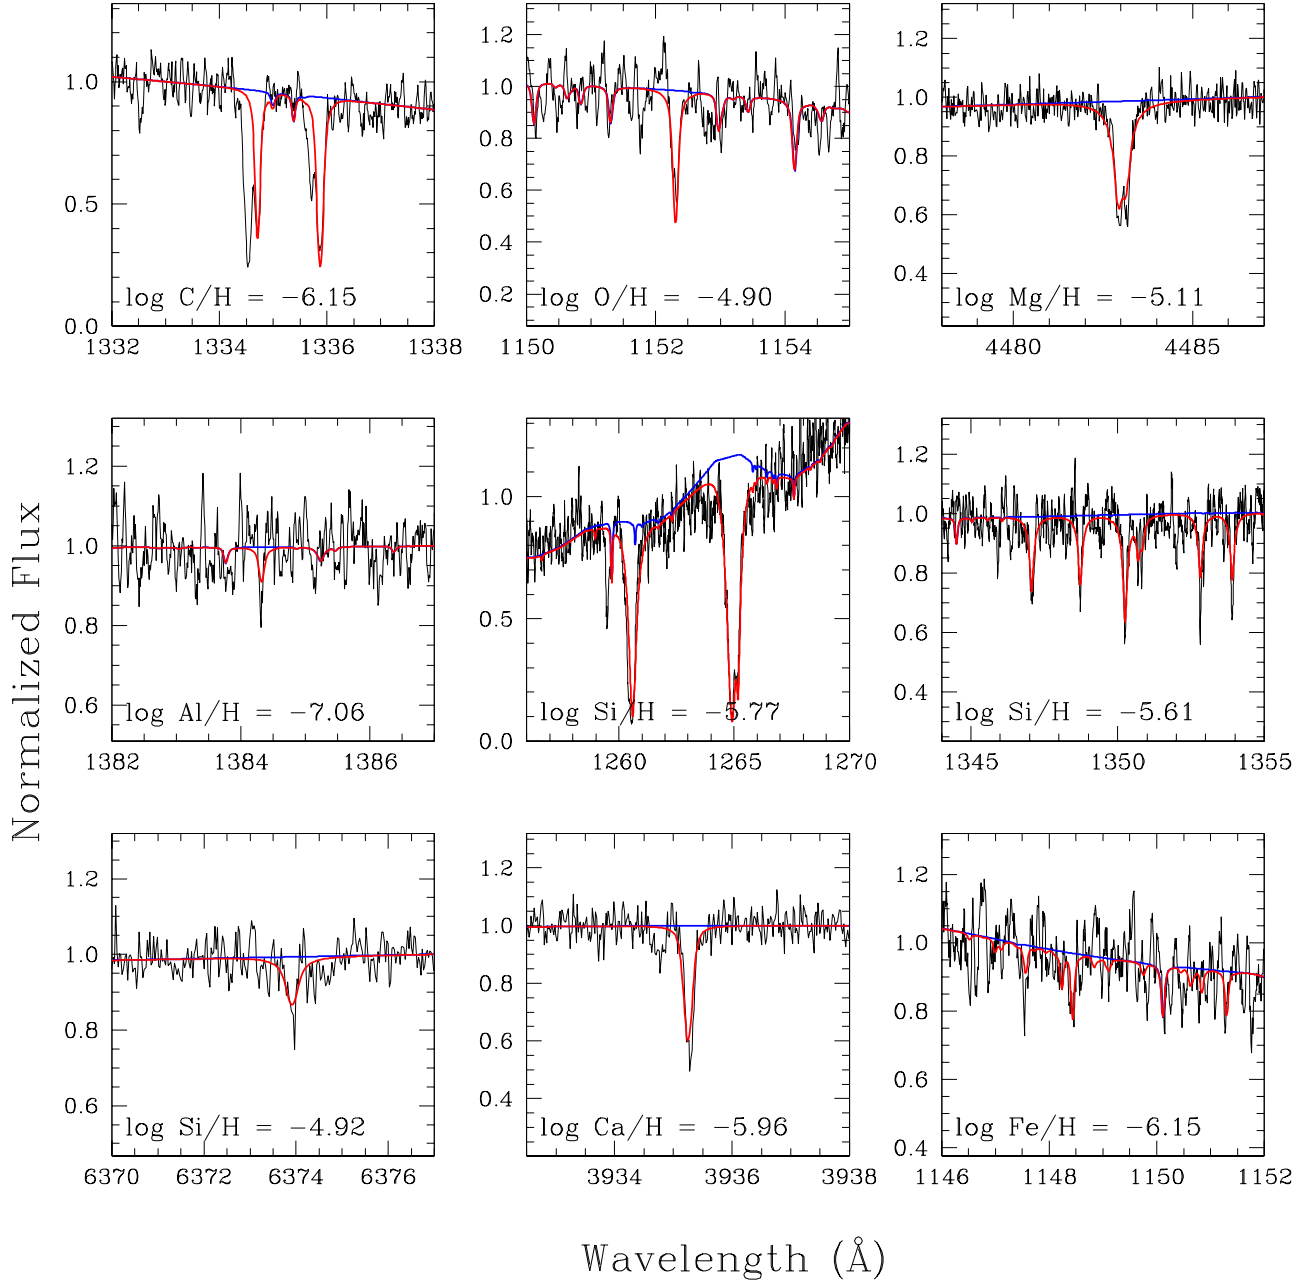 1.0
0.5
0.0
log C/H = −6.15
1332 1334 1336 1338
1.2
1.0
0.8
0.6
0.4
0.2
log O/H = −4.90
1150 1152 1154
1.2
1.0
0.8
0.6
0.4
log Mg/H = −5.11
4480 4485
1.2
1.0
0.8
0.6
log Al/H = −7.06
1382 1384 1386
1.0
0.5
0.0
log Si/H = −5.77
1260 1265 1270
1.2
1.0
0.8
0.6
0.4
log Si/H = −5.61
1345 1350 1355
1.2
1.0
0.8
0.6
log Si/H = −4.92
6370 6372 6374 6376
1.2
1.0
0.8
0.6
0.4
log Ca/H = −5.96
3934 3936 3938
1.2
1.0
0.8
0.6
0.4
log Fe/H = −6.15
1146 1148 1150 1152
Normalized Flux
Wavelength (Å)